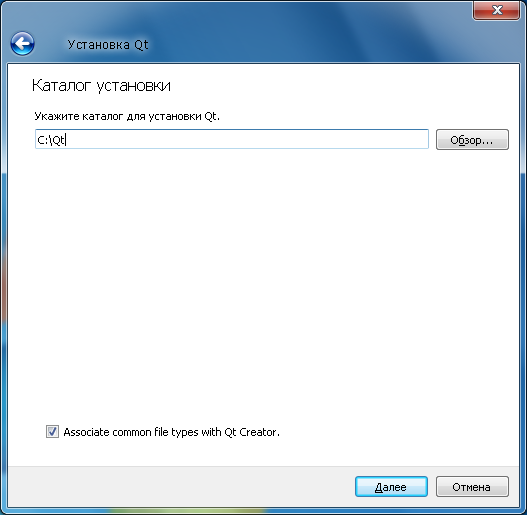 Установка Qt
Каталог установки
Укажите каталог для установки Qt.
C:\Qt
Обзор...
Associate common file types with Qt Creator.
Далее
Отмена